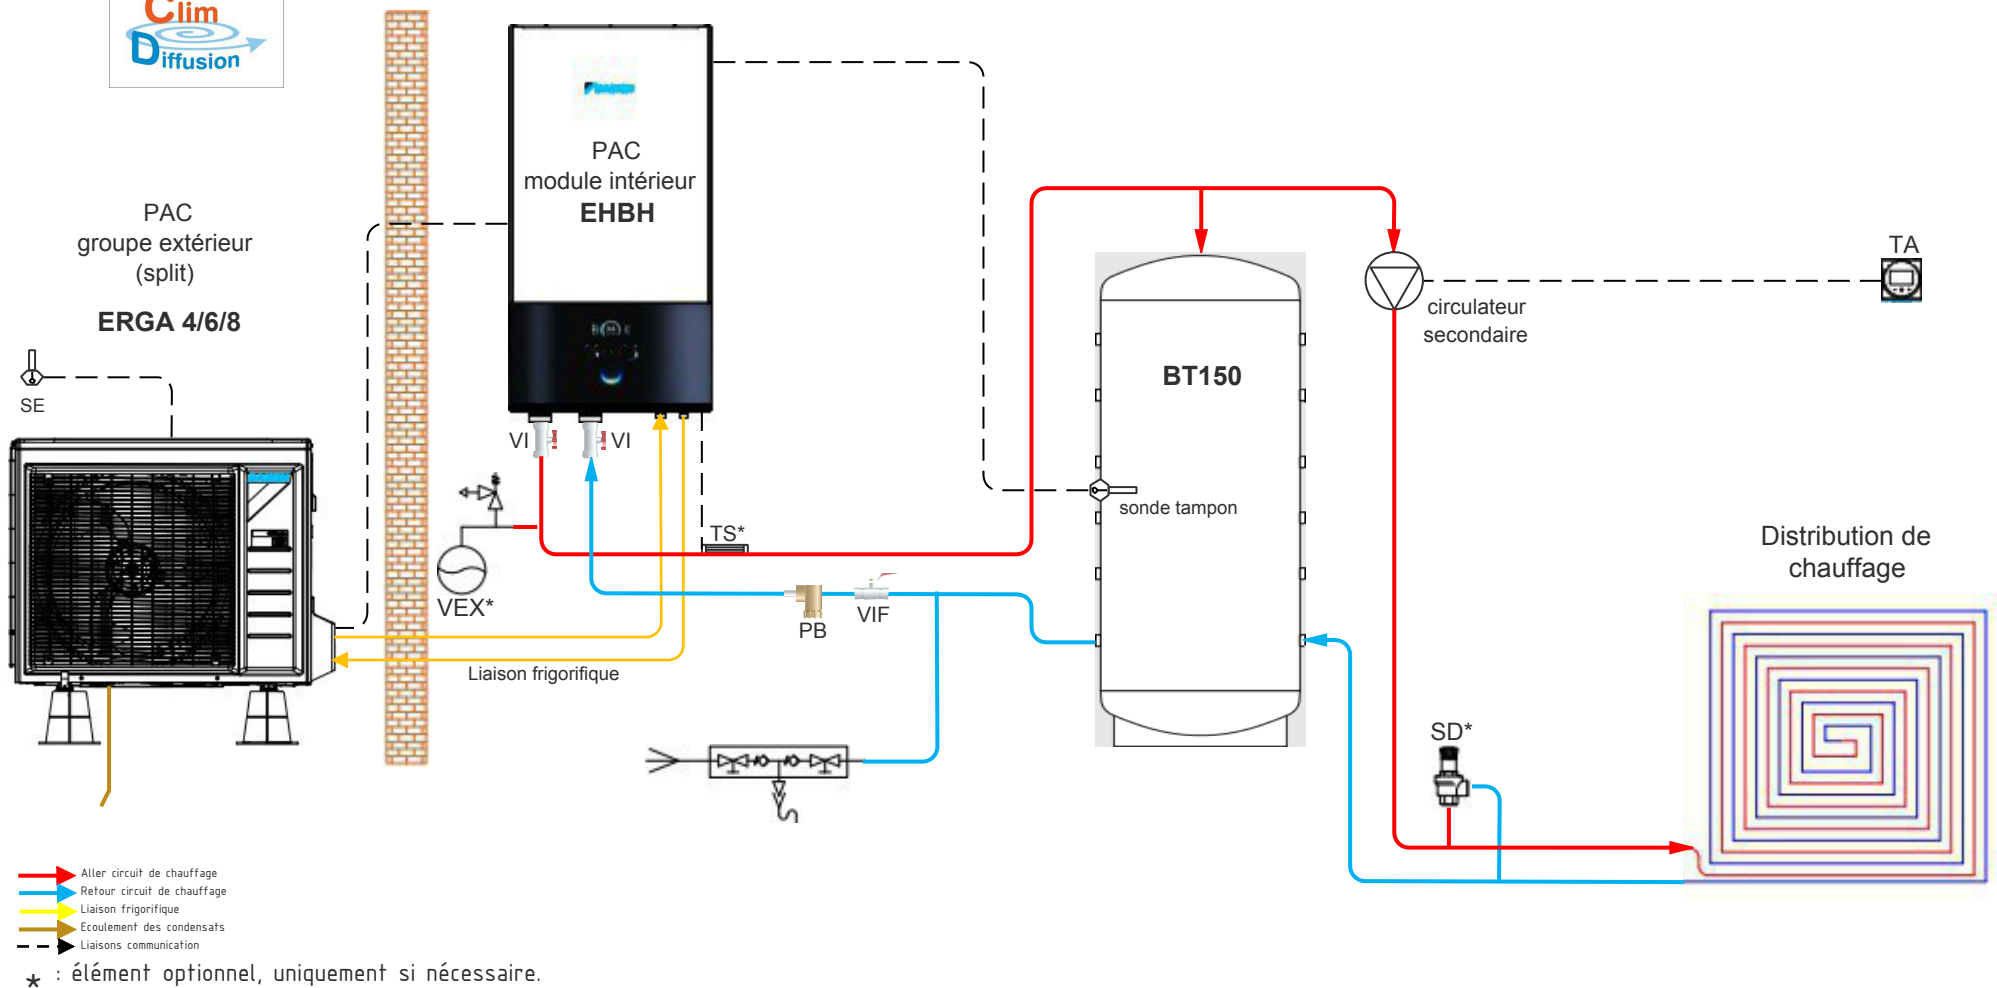 Clim
Diffusion
PAC
groupe extérieur
(split)
ERGA 4/6/8
SE
DAIKIN
PAC
module intérieur
EHBH
VI
VI
VEX*
TS*
PB
VIF
Liaison frigorifique
BT150
sonde tampon
circulateur
secondaire
TA
Distribution de
chauffage
SD*
Aller circuit de chauffage
Retour circuit de chauffage
Liaison frigorifique
Ecoulement des condensats
Liaisons communication
* : élément optionnel, uniquement si nécessaire.